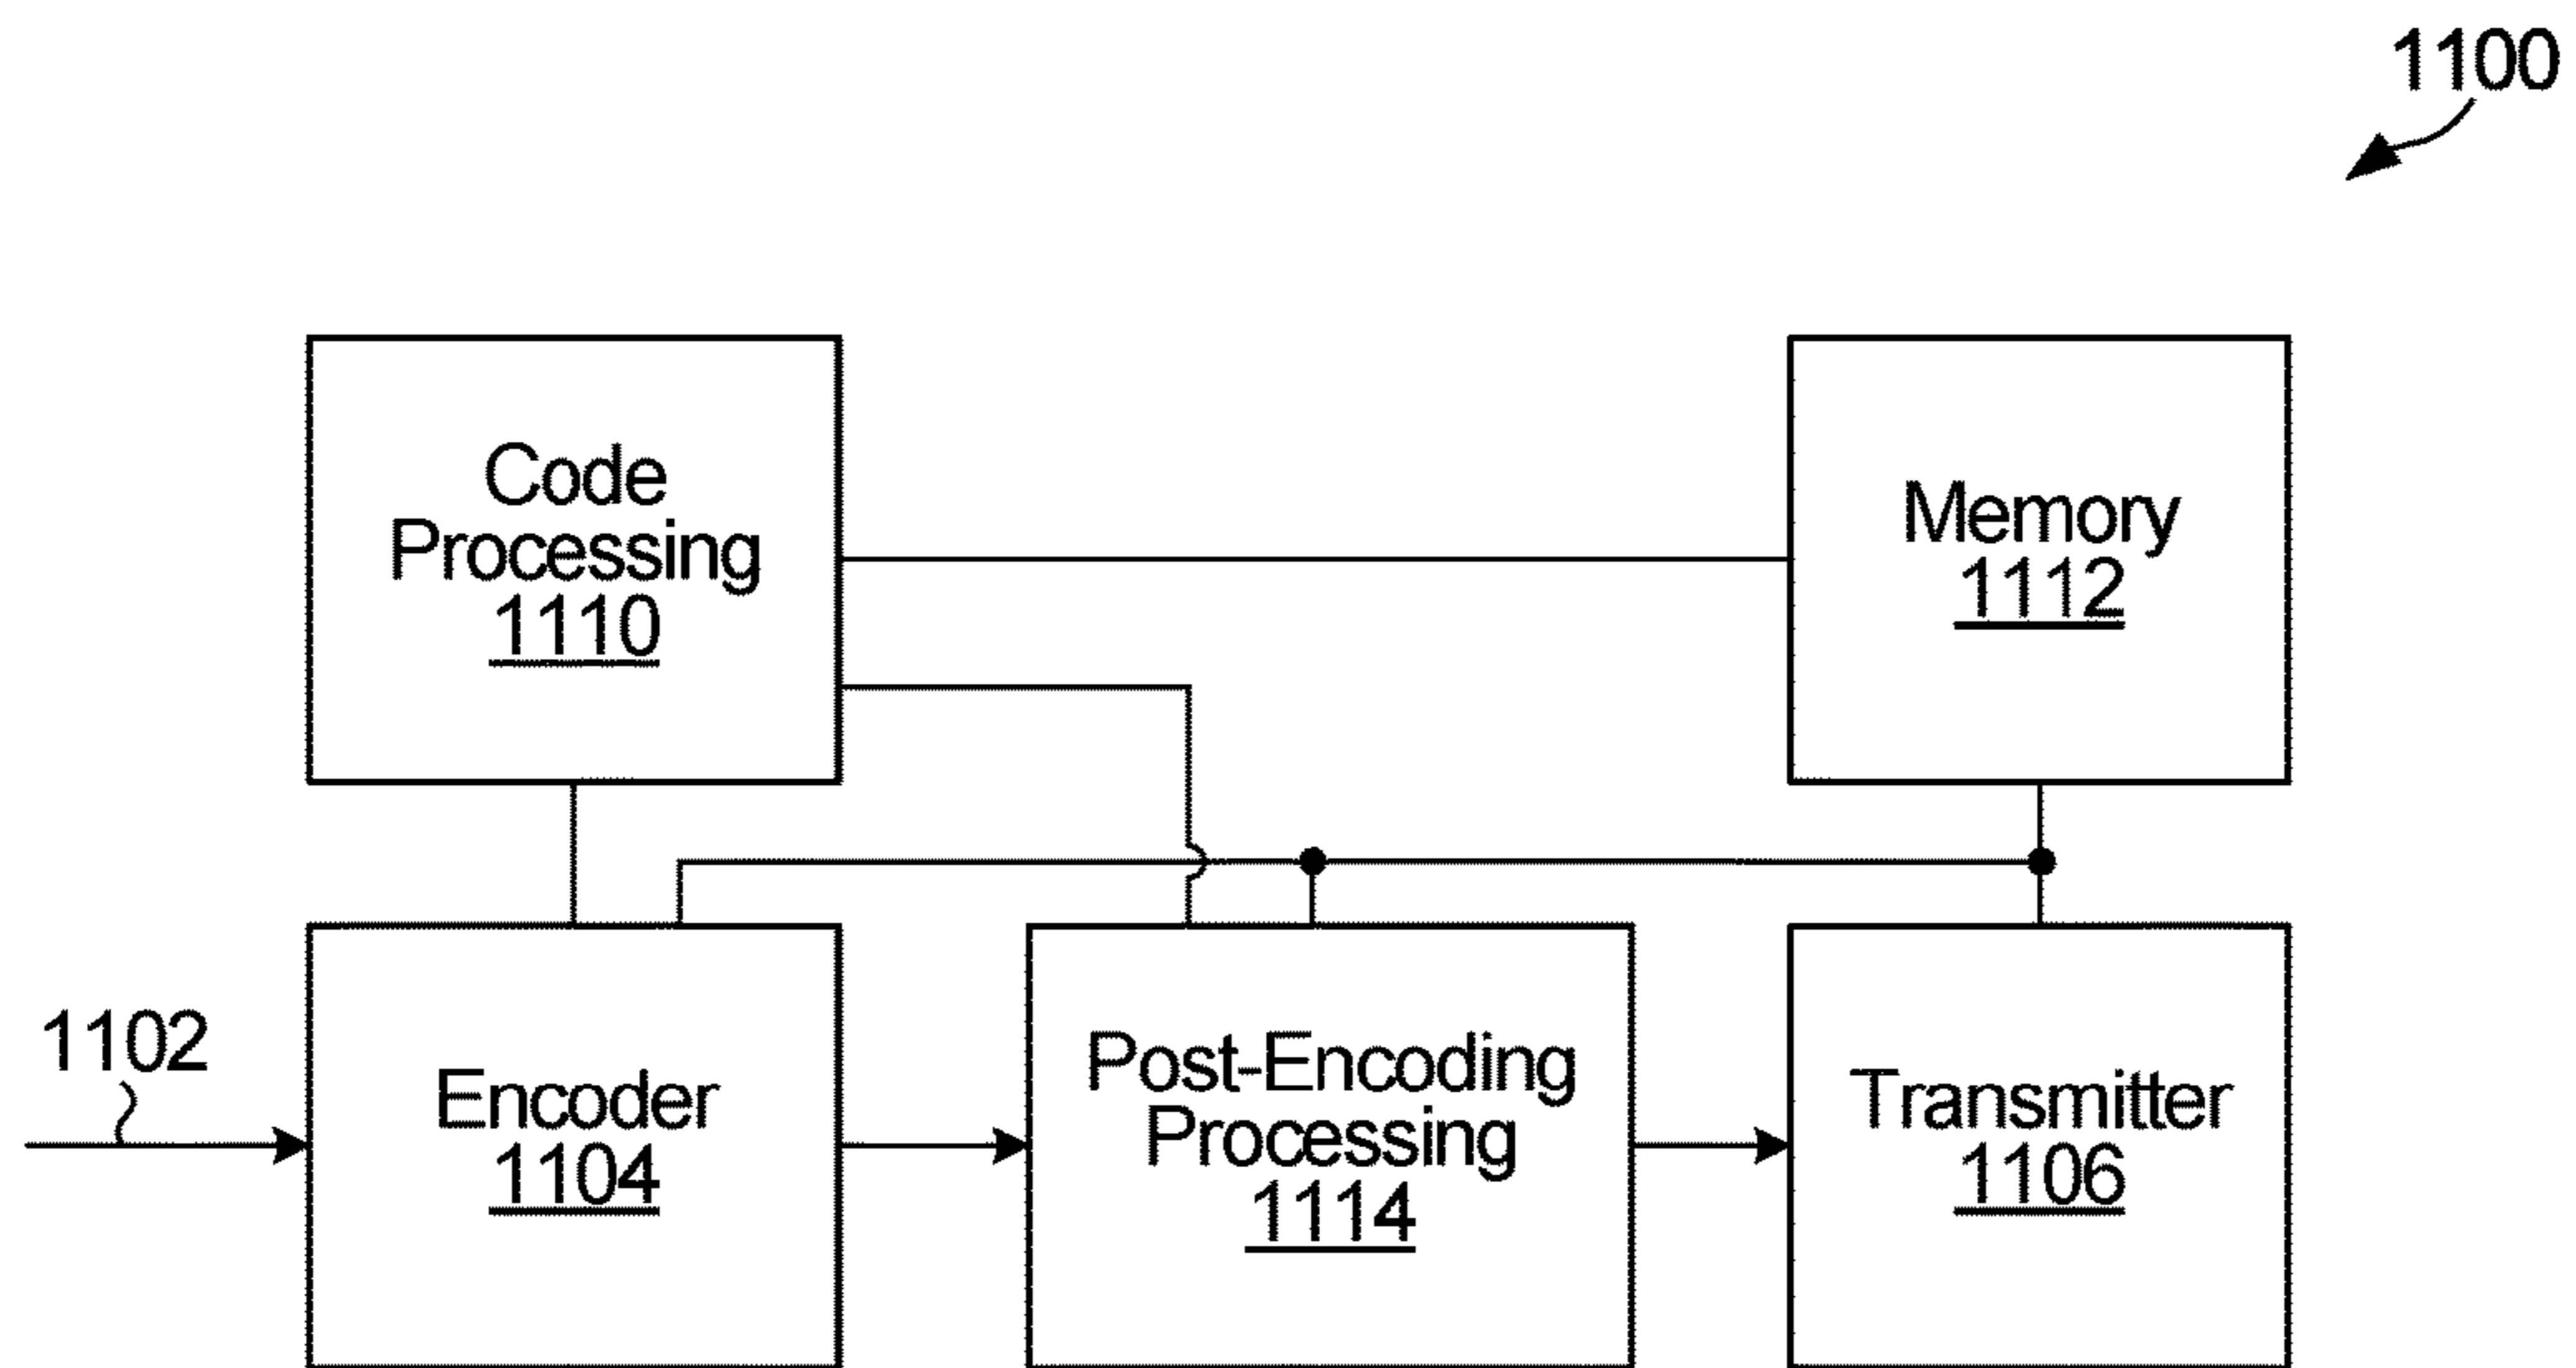 1100
Code
Processing
1110
Memory
1112
1102
Encoder
1104
Post-Encoding
Processing
1114
Transmitter
1106